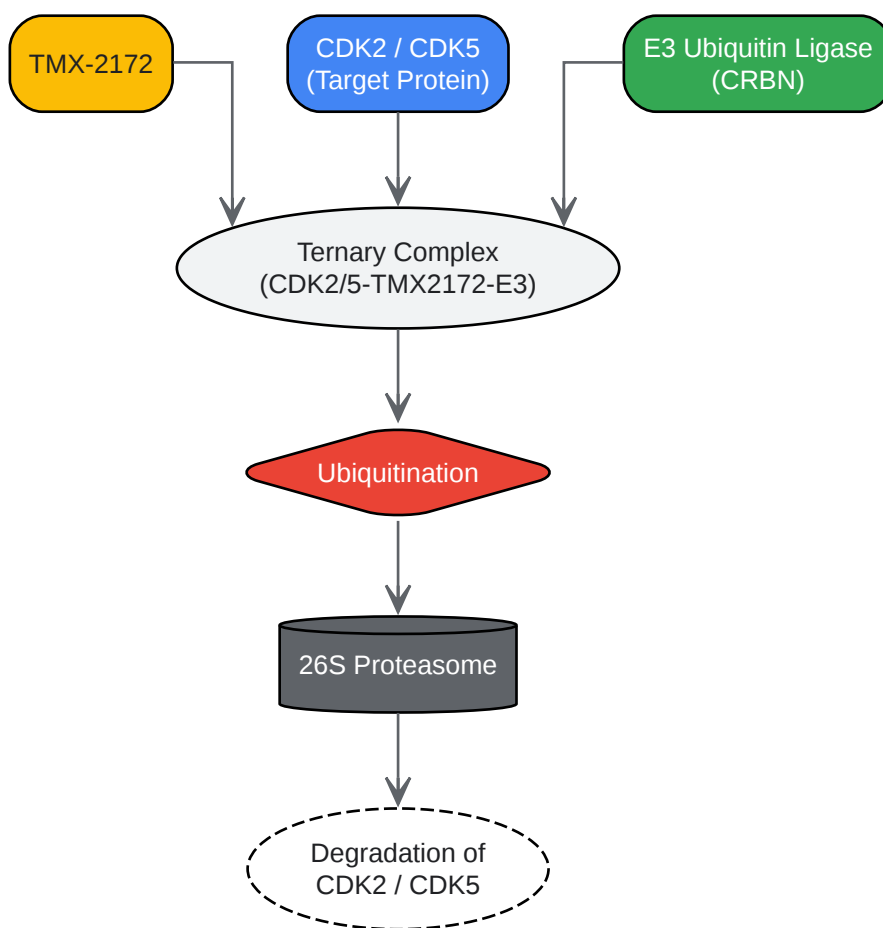 TMX-2172
CDK2 / CDK5
(Target Protein)
E3 Ubiquitin Ligase
(CRBN)
Ternary Complex
(CDK2/5-TMX2172-E3)
Ubiquitination
26S Proteasome
Degradation of
CDK2 / CDK5